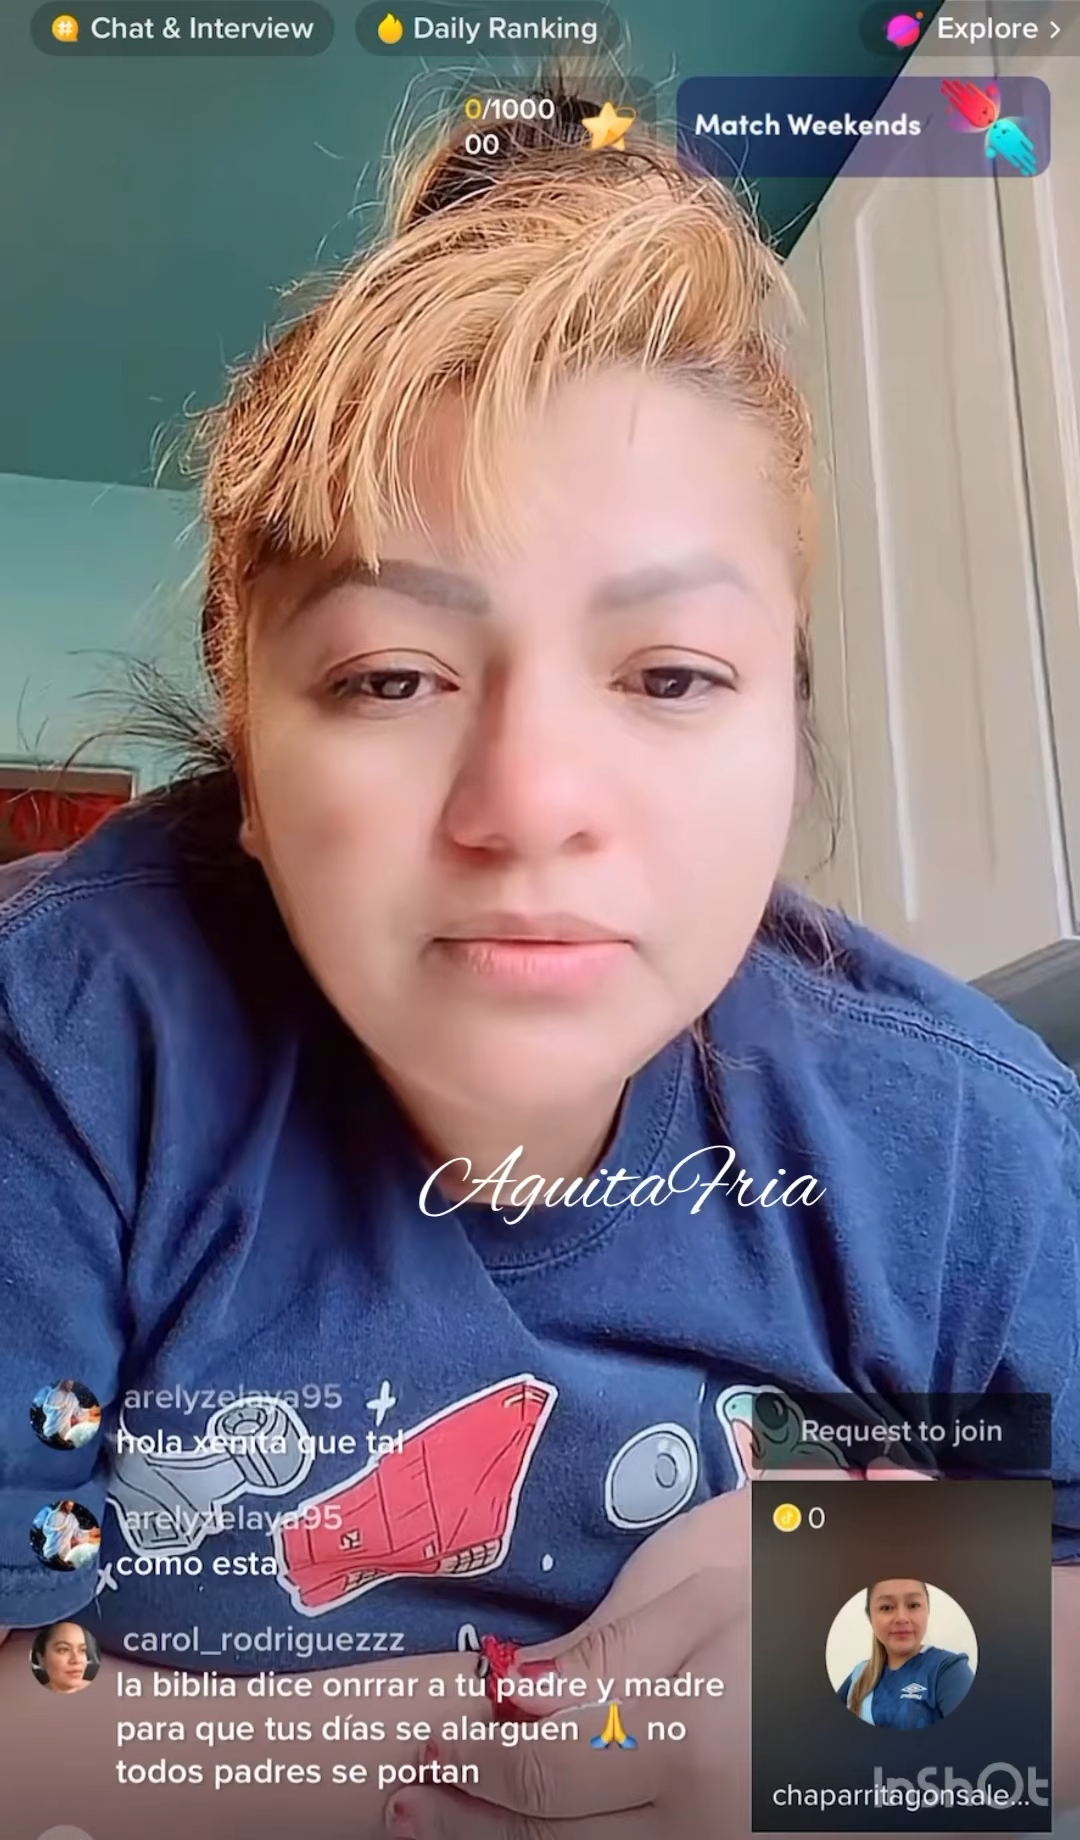 Chat & Interview
Daily Ranking
Explore >
0/1000
00
Match Weekends
AguitaFria
arelyzelaya95
hola xenita que tal
Request to join
arelyzelaya95
como esta
0
carol_rodriguezzz
la biblia dice onrrar a tu padre y madre
para que tus días se alarguen 🙏 no
todos padres se portan
chaparritagonsale...
InShOt